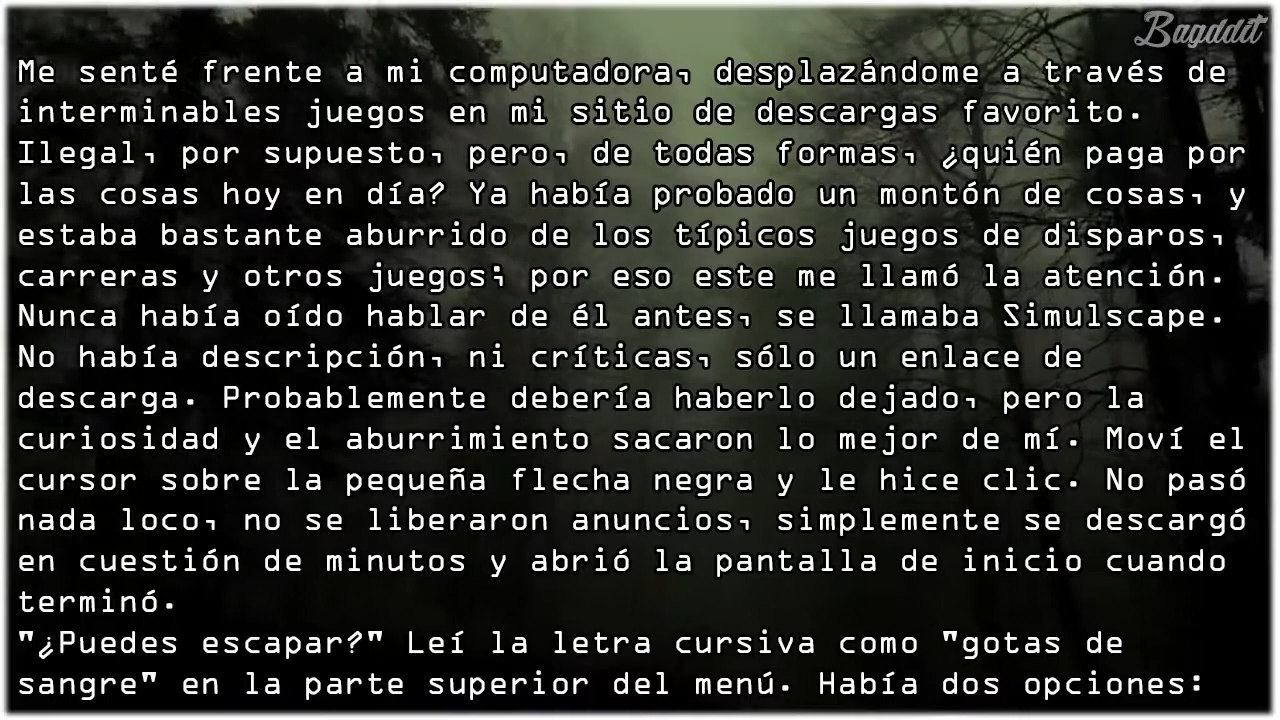 Bagddit
Me senté frente a mi computadora, desplazándome a través de
interminables juegos en mi sitio de descargas favorito.
Ilegal, por supuesto, pero, de todas formas, ¿quién paga por
las cosas hoy en día? Ya había probado un montón de cosas, y
estaba bastante aburrido de los típicos juegos de disparos,
carreras y otros juegos; por eso este me llamó la atención.
Nunca había oído hablar de él antes, se llamaba Simulscape.
No había descripción, ni críticas, sólo un enlace de
descarga. Probablemente debería haberlo dejado, pero la
curiosidad y el aburrimiento sacaron lo mejor de mí. Moví el
cursor sobre la pequeña flecha negra y le hice clic. No pasó
nada loco, no se liberaron anuncios, simplemente se descargó
en cuestión de minutos y abrió la pantalla de inicio cuando
terminó.
"¿Puedes escapar?" Leí la letra cursiva como "gotas de
sangre" en la parte superior del menú. Había dos opciones: